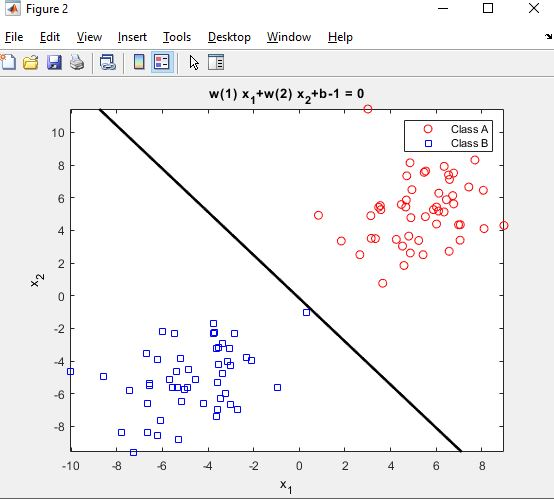 Figure 2
File Edit View Insert Tools Desktop Window Help
w(1) x1+w(2) x2+b-1 = 0
Class A
Class B
10
8
6
4
2
0
-2
-4
-6
-8
x2
-10 -8 -6 -4 -2 0 2 4 6 8
x1